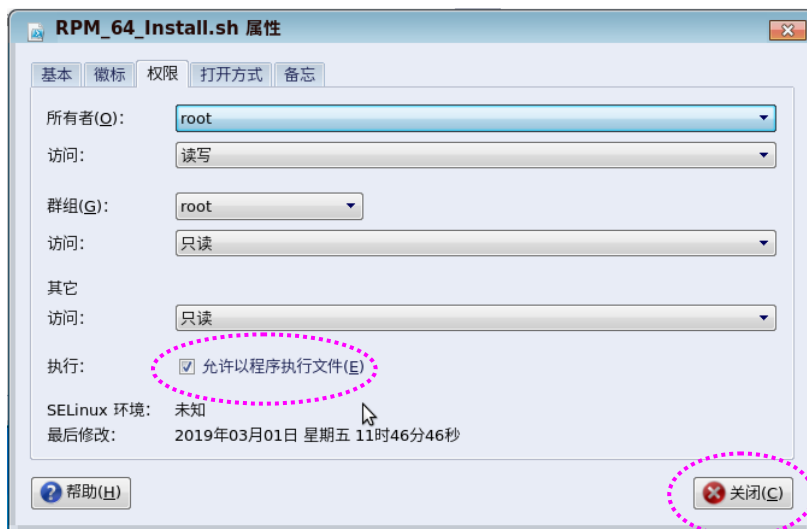 RPM_64_Install.sh 属性
基本 徽标 权限 打开方式 备忘
所有者(O): root
访问: 读写
群组(G): root
访问: 只读
其它
访问: 只读
执行: 允许以程序执行文件(E)
SELinux 环境: 未知
最后修改: 2019年03月01日 星期五 11时46分46秒
帮助(H) 关闭(C)